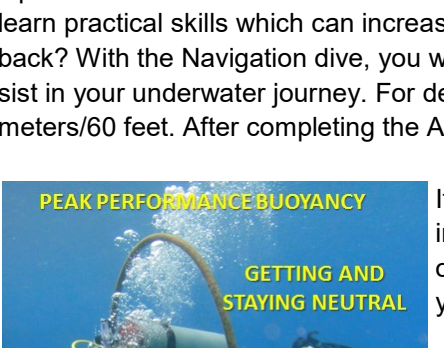 learn practical skills which can increas
back? With the Navigation dive, you w
sist in your underwater journey. For de
meters/60 feet. After completing the A
PEAK PERFORMANCE BUOYANCY
GETTING AND
STAYING NEUTRAL